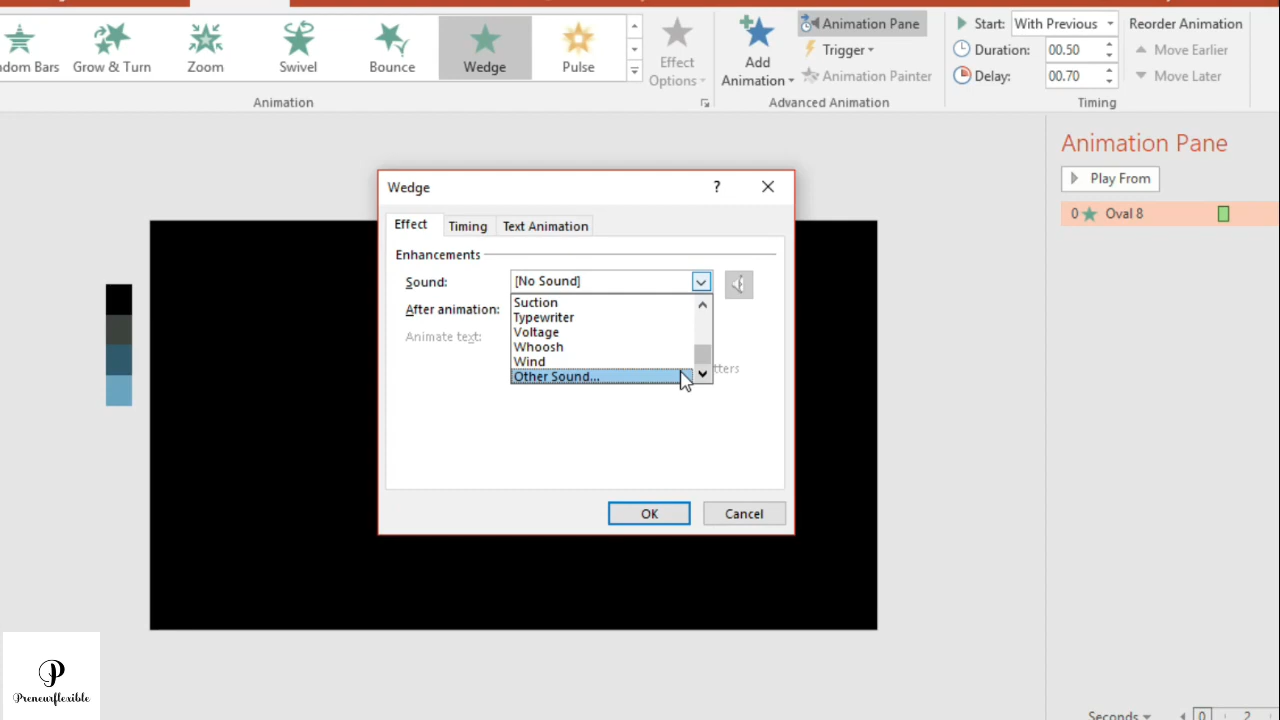 dom Bars
Grow & Turn
Zoom
Swivel
Bounce
Wedge
Pulse
Effect
Options
Add
Animation
Animation Pane
Trigger
Animation Painter
Start: With Previous
Duration: 00.50
Delay: 00.70
Reorder Animation
Move Earlier
Move Later
Animation
Advanced Animation
Timing
Animation Pane
Play From
0 Oval 8
Wedge
?
Effect
Timing
Text Animation
Enhancements
Sound: [No Sound]
After animation:
Animate text:
Suction
Typewriter
Voltage
Whoosh
Wind
Other Sound...
tters
OK
Cancel
P
Preneurflexible
Seconds
0
2